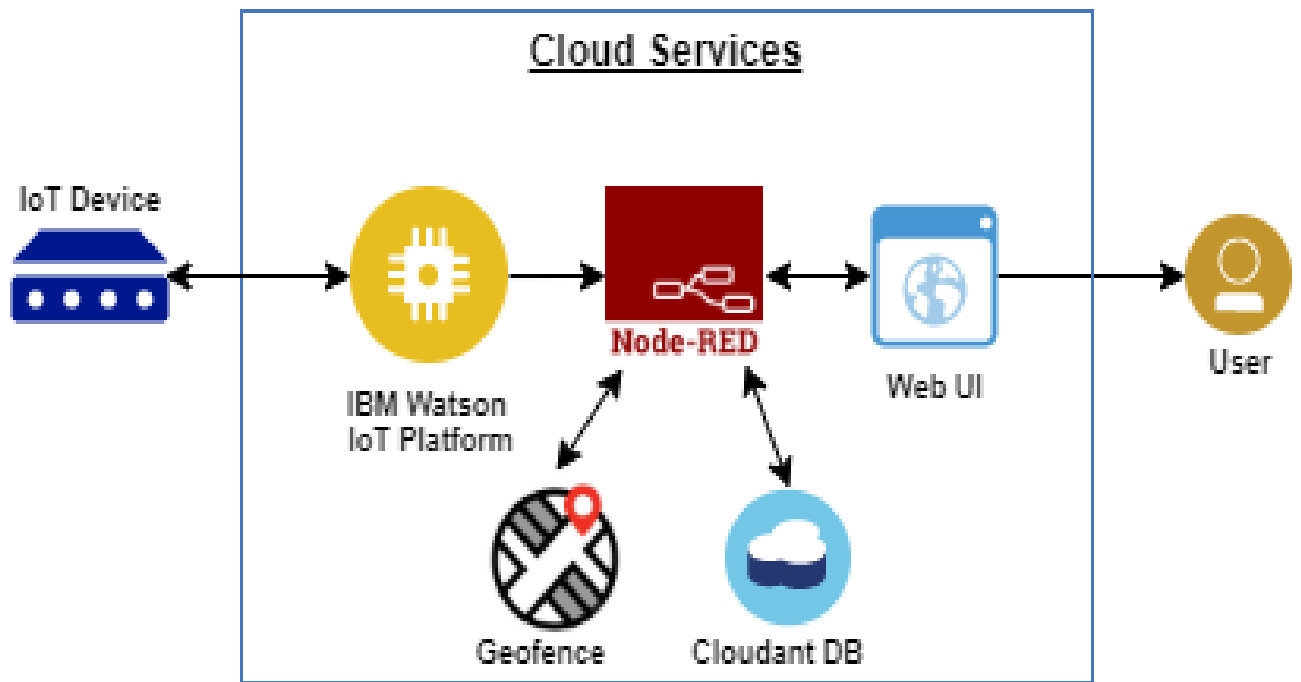 Cloud Services
IoT Device
Node-RED
User
Web UI
IBM Watson
IoT Platform
Geofence
Cloudant DB